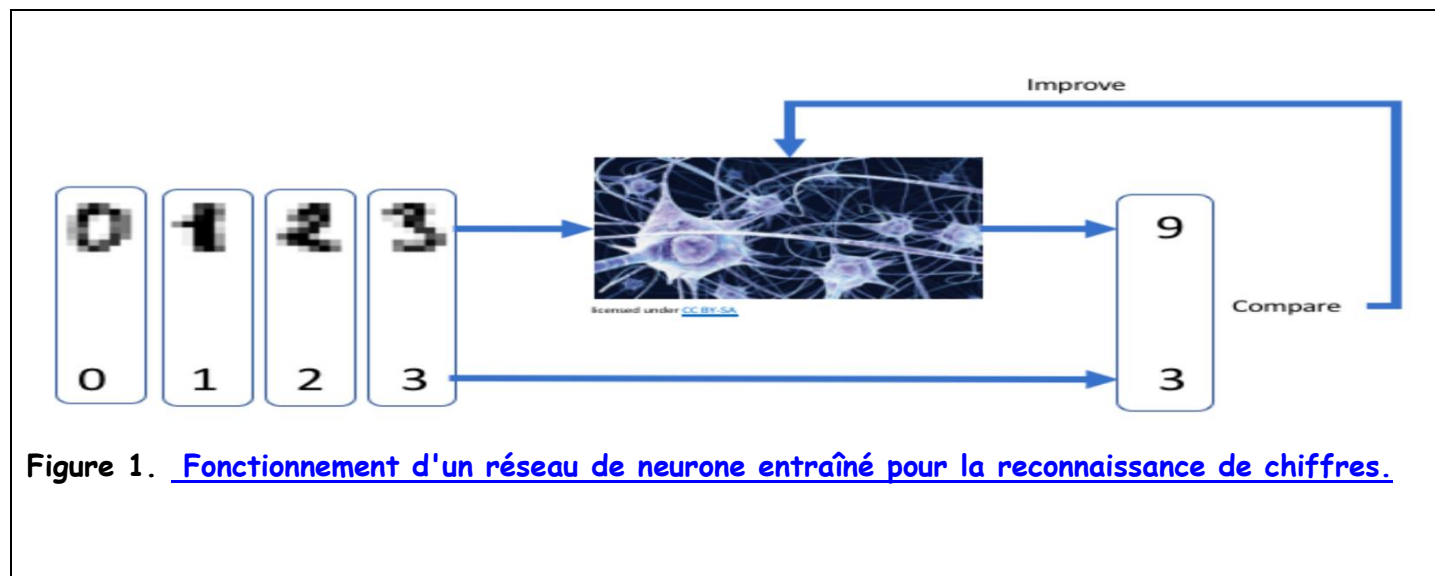 Improve
9
Compare
licensed under CC BY-SA
0 1 2 3
0 1 2 3
3
Figure 1. Fonctionnement d'un réseau de neurone entraîné pour la reconnaissance de chiffres.